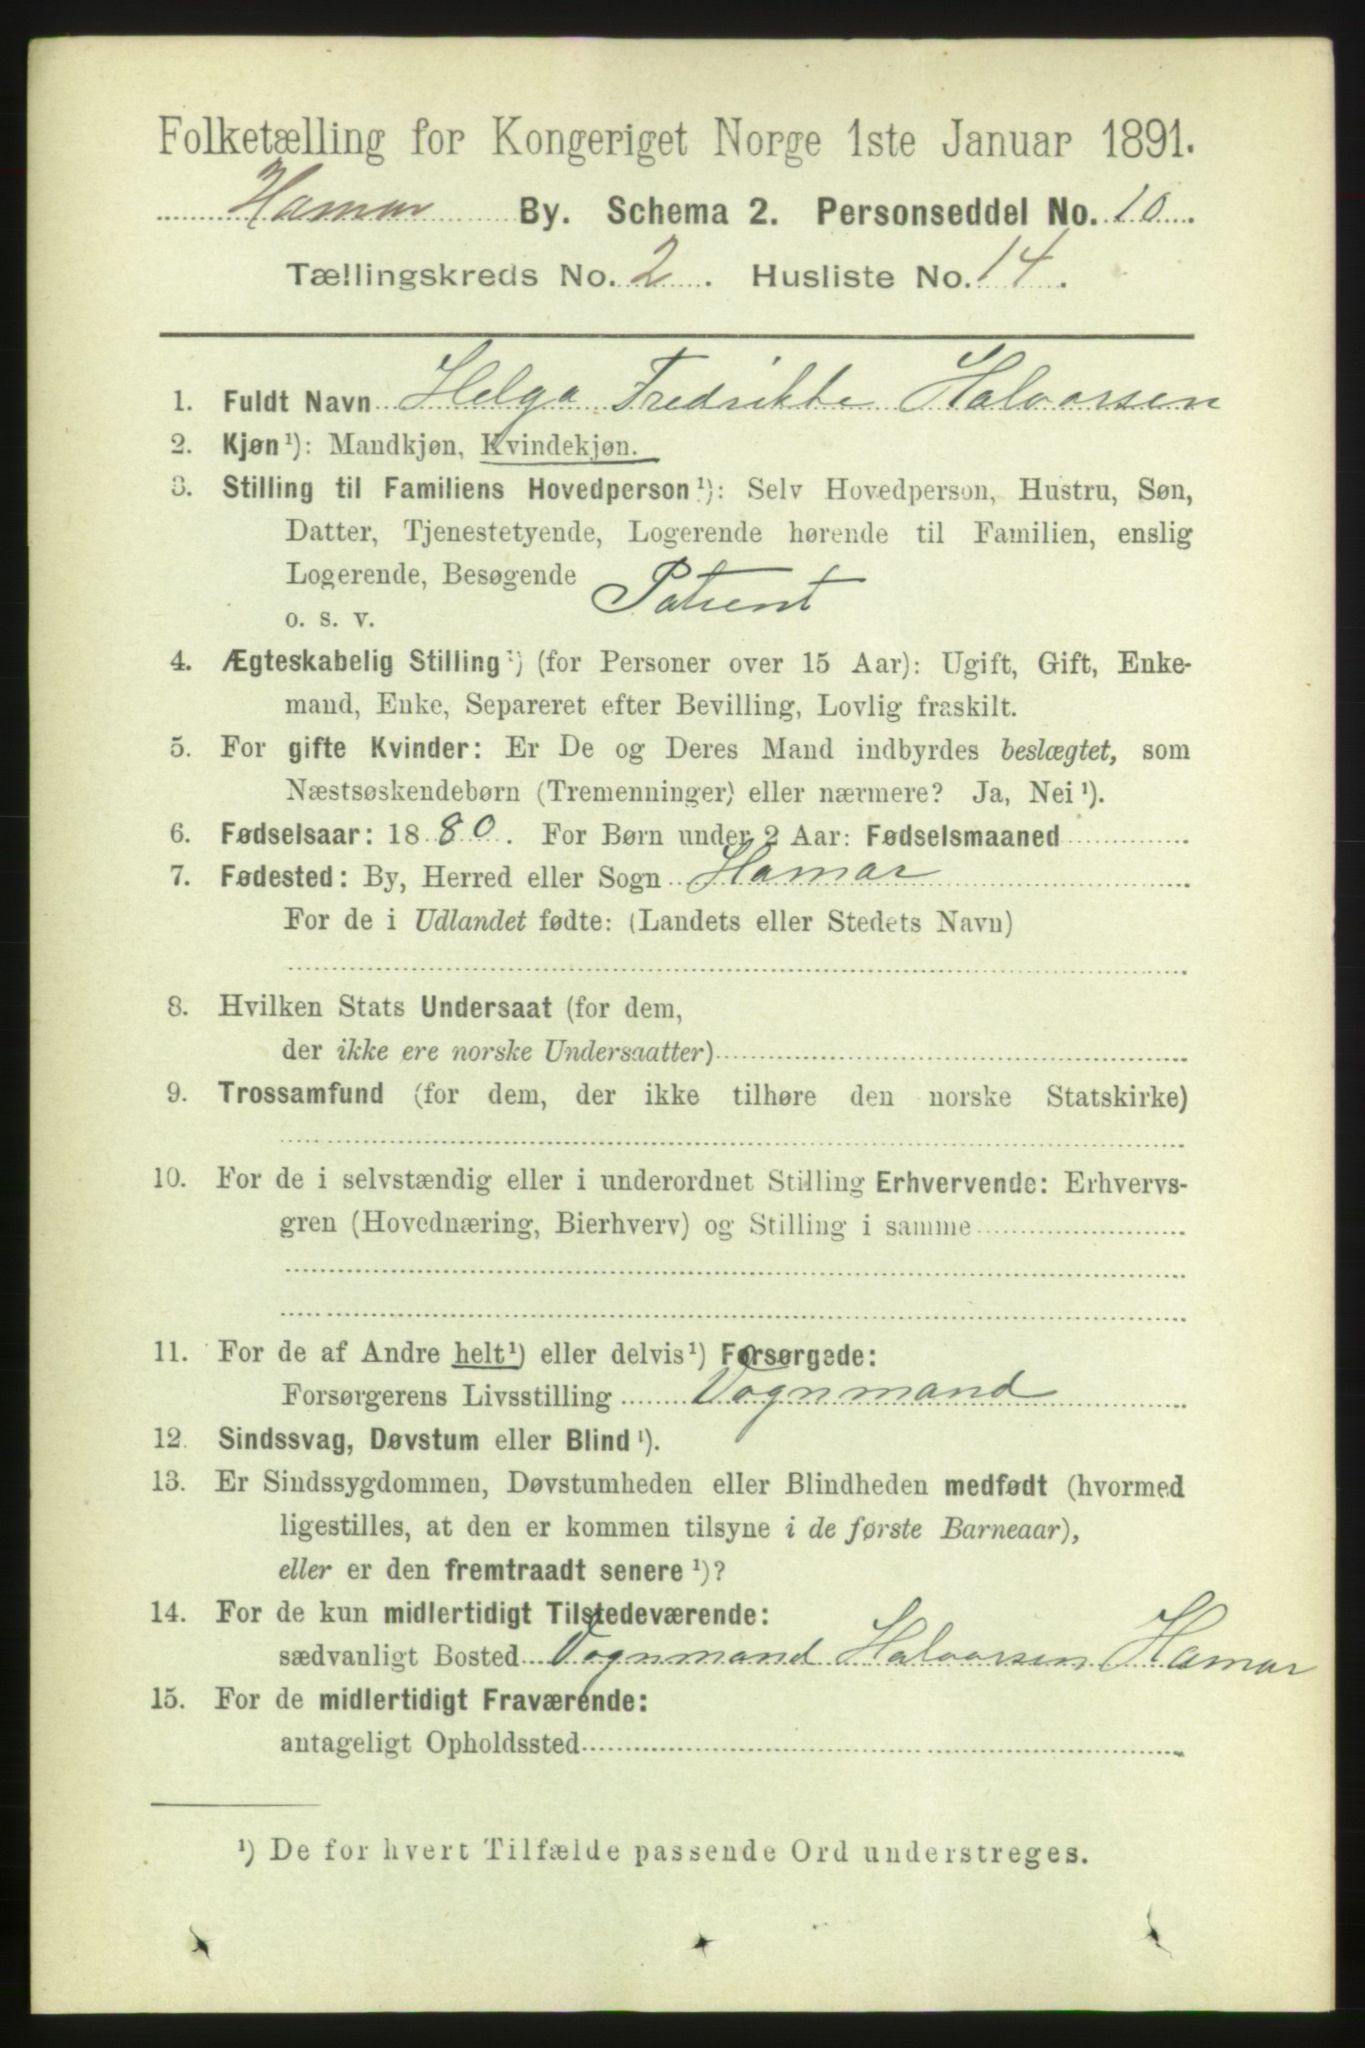 Folketælling for Kongeriget Norge 1ste Januar 1891.
Hamar By. Schema 2. Personseddel No. 10.
Tællingskreds No. 2. Husliste No. 14.
1. Fuldt Navn Helga Fredrikke Halvorsen
2. Kjøn¹): Mandkjøn, Kvindekjøn.
3. Stilling til Familiens Hovedperson¹): Selv Hovedperson, Hustru, Søn,
Datter, Tjenestetyende, Logerende hørende til Familien, enslig
Logerende, Besøgende Patient
o. s. v.
4. Ægteskabelig Stilling¹) (for Personer over 15 Aar): Ugift, Gift, Enke-
mand, Enke, Separeret efter Bevilling, Lovlig fraskilt.
5. For gifte Kvinder: Er De og Deres Mand indbyrdes beslægtet, som
Næstsøskendebørn (Tremenninger) eller nærmere? Ja, Nei¹).
6. Fødselsaar: 1880. For Børn under 2 Aar: Fødselsmaaned
7. Fødested: By, Herred eller Sogn Hamar
For de i Udlandet fødte: (Landets eller Stedets Navn)
8. Hvilken Stats Undersaat (for dem,
der ikke ere norske Undersaatter)
9. Trossamfund (for dem, der ikke tilhøre den norske Statskirke)
10. For de i selvstændig eller i underordnet Stilling Erhvervende: Erhvervs-
gren (Hovednæring, Bierhverv) og Stilling i samme
11. For de af Andre helt¹) eller delvis¹) Forsørgede:
Forsørgerens Livsstilling Vognmand
12. Sindssvag, Døvstum eller Blind¹).
13. Er Sindssygdommen, Døvstumheden eller Blindheden medfødt (hvormed
ligestilles, at den er kommen tilsyne i de første Barneaar),
eller er den fremtraadt senere¹)?
14. For de kun midlertidigt Tilstedeværende:
sædvanligt Bosted Vognmand Halvorsen Hamar
15. For de midlertidigt Fraværende:
antageligt Opholdssted
¹) De for hvert Tilfælde passende Ord understreges.